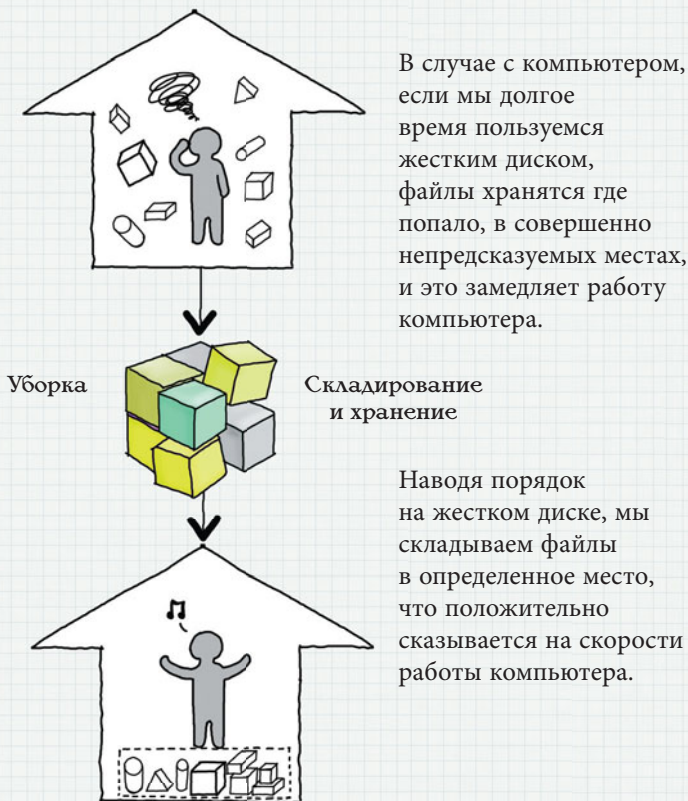 В случае с компьютером,
если мы долгое
время пользуемся
жестким диском,
файлы хранятся где
попало, в совершенно
непредсказуемых местах,
и это замедляет работу
компьютера.
Уборка
Складирование
и хранение
Наводя порядок
на жестком диске, мы
складываем файлы
в определенное место,
что положительно
сказывается на скорости
работы компьютера.